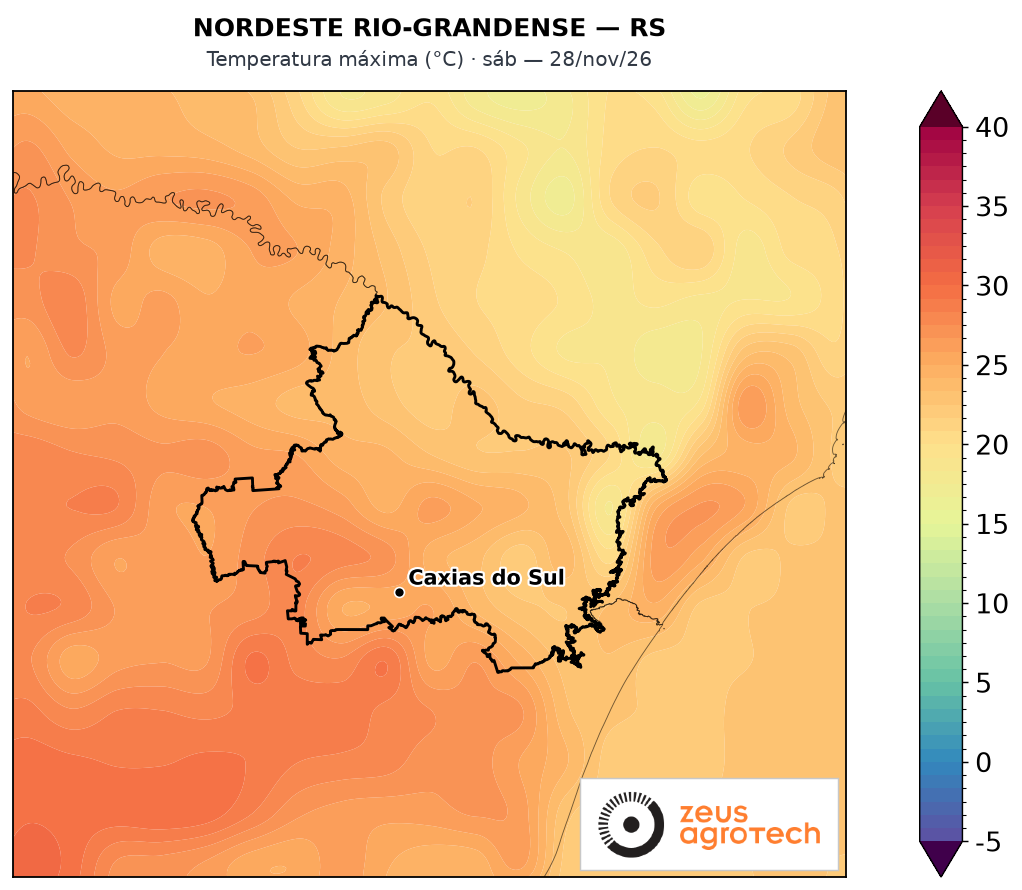 NORDESTE RIO-GRANDENSE — RS
Temperatura máxima (°C) · sáb — 28/nov/26
40
35
30
25
20
15
10
5
0
-5
Caxias do Sul
zeus
agrotech